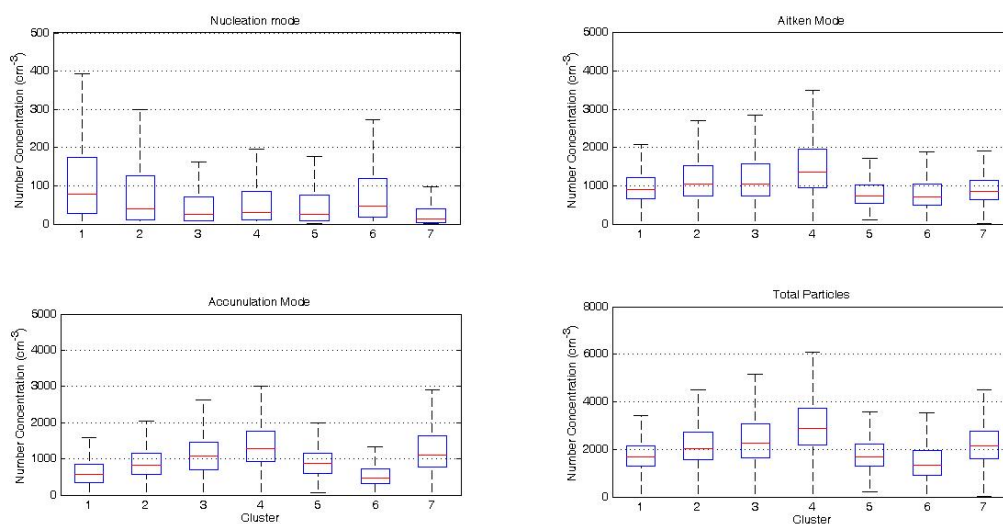 Nucleation mode
500
400
300
200
100
0
Number Concentration (cm-3)
1 2 3 4 5 6 7
Aitken Mode
5000
4000
3000
2000
1000
0
Number Concentration (cm-3)
1 2 3 4 5 6 7
Accunulation Mode
5000
4000
3000
2000
1000
0
Number Concentration (cm-3)
1 2 3 4 5 6 7
Cluster
Total Particles
8000
6000
4000
2000
0
Number Concentration (cm-3)
1 2 3 4 5 6 7
Cluster